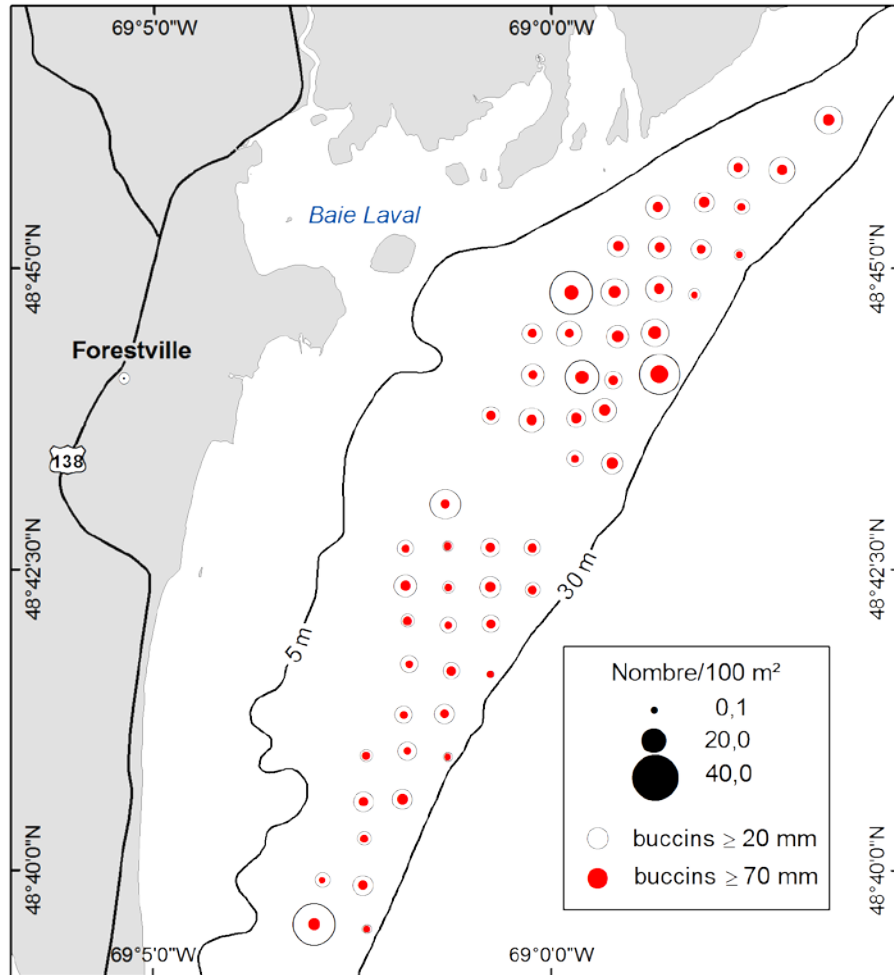 69°5'0"W
69°0'0"W
Baie Laval
48°45'0"N
48°45'0"N
Forestville
138
48°42'30"N
48°42'30"N
30 m
5 m
Nombre/100 m²
0,1
20,0
40,0
buccins ≥ 20 mm
buccins ≥ 70 mm
48°40'0"N
48°40'0"N
69°5'0"W
69°0'0"W